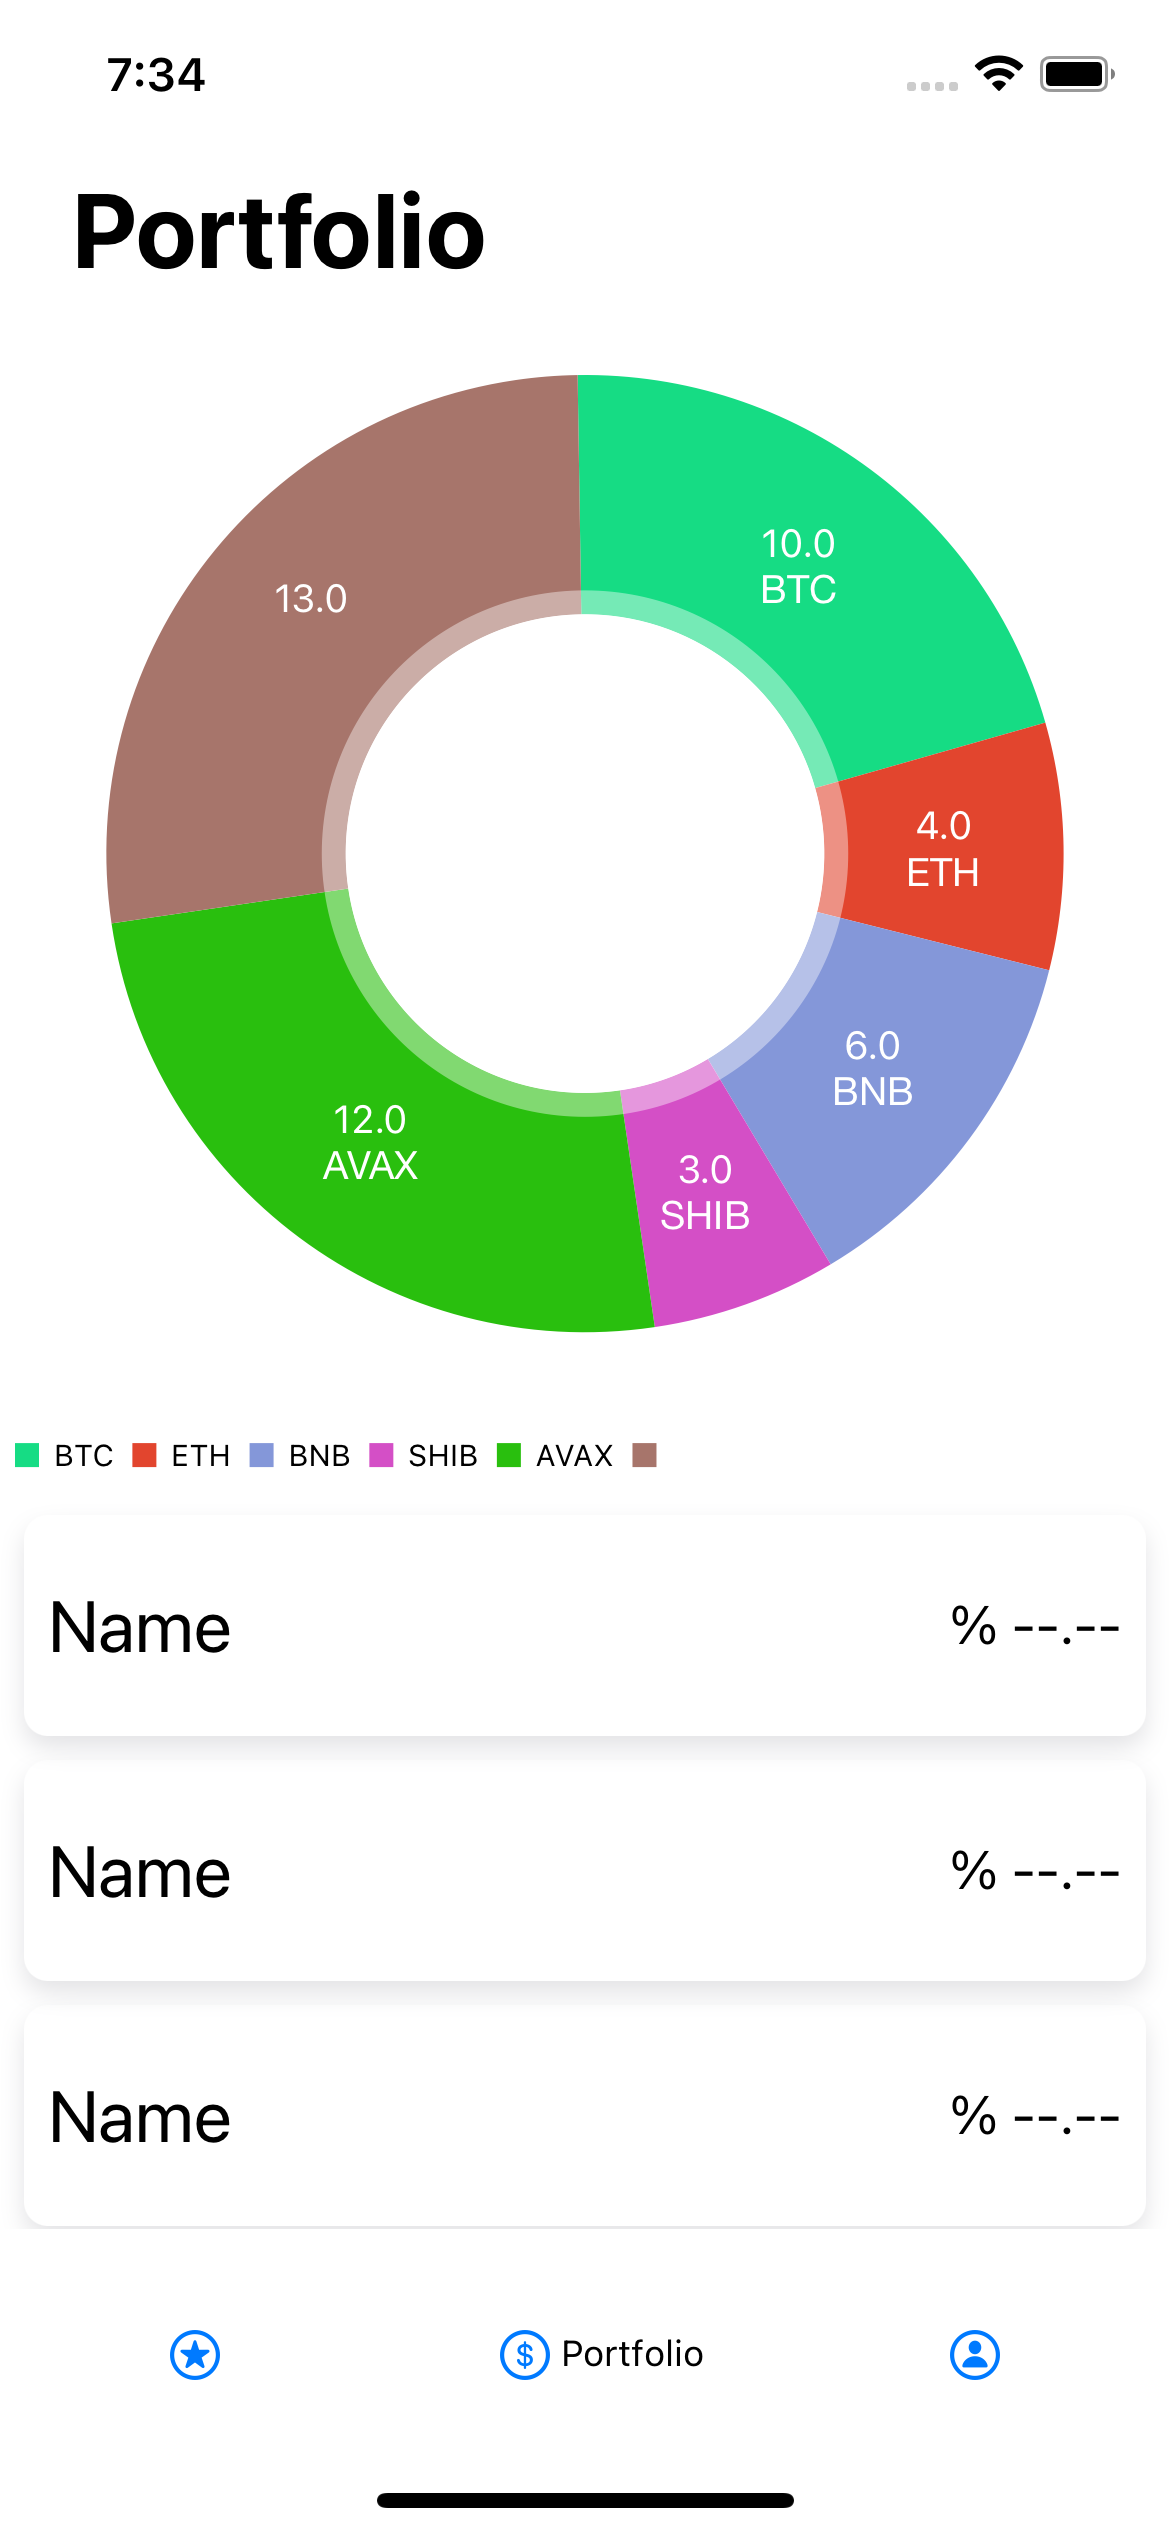 7:34
Portfolio
10.0
BTC
13.0
4.0
ETH
6.0
BNB
12.0
AVAX
3.0
SHIB
BTC ETH BNB SHIB AVAX
Name % --.--
Name % --.--
Name % --.--
$ Portfolio